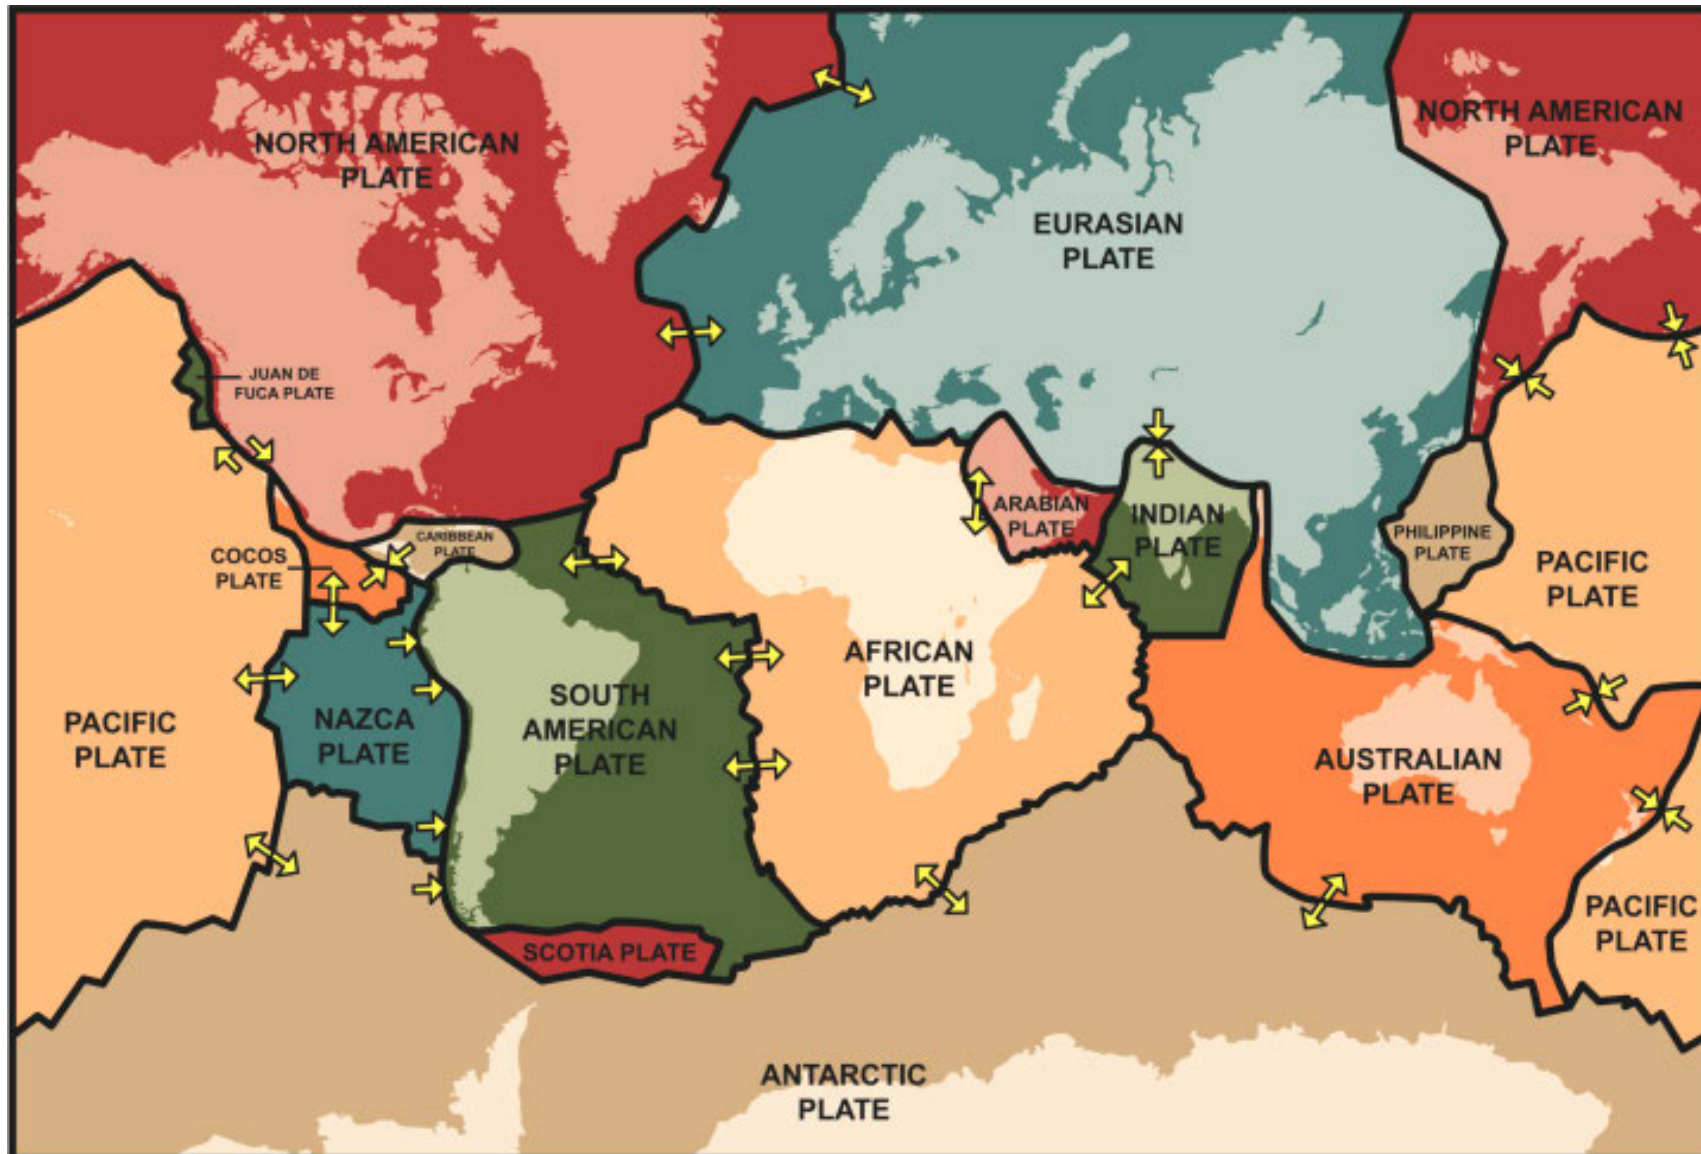 NORTH AMERICAN
PLATE
NORTH AMERICAN
PLATE
EURASIAN
PLATE
JUAN DE
FUCA PLATE
ARABIAN
PLATE
INDIAN
PLATE
CARIBBEAN
PLATE
PHILIPPINE
PLATE
COCOS
PLATE
PACIFIC
PLATE
AFRICAN
PLATE
SOUTH
AMERICAN
PLATE
NAZCA
PLATE
PACIFIC
PLATE
AUSTRALIAN
PLATE
PACIFIC
PLATE
SCOTIA PLATE
ANTARCTIC
PLATE